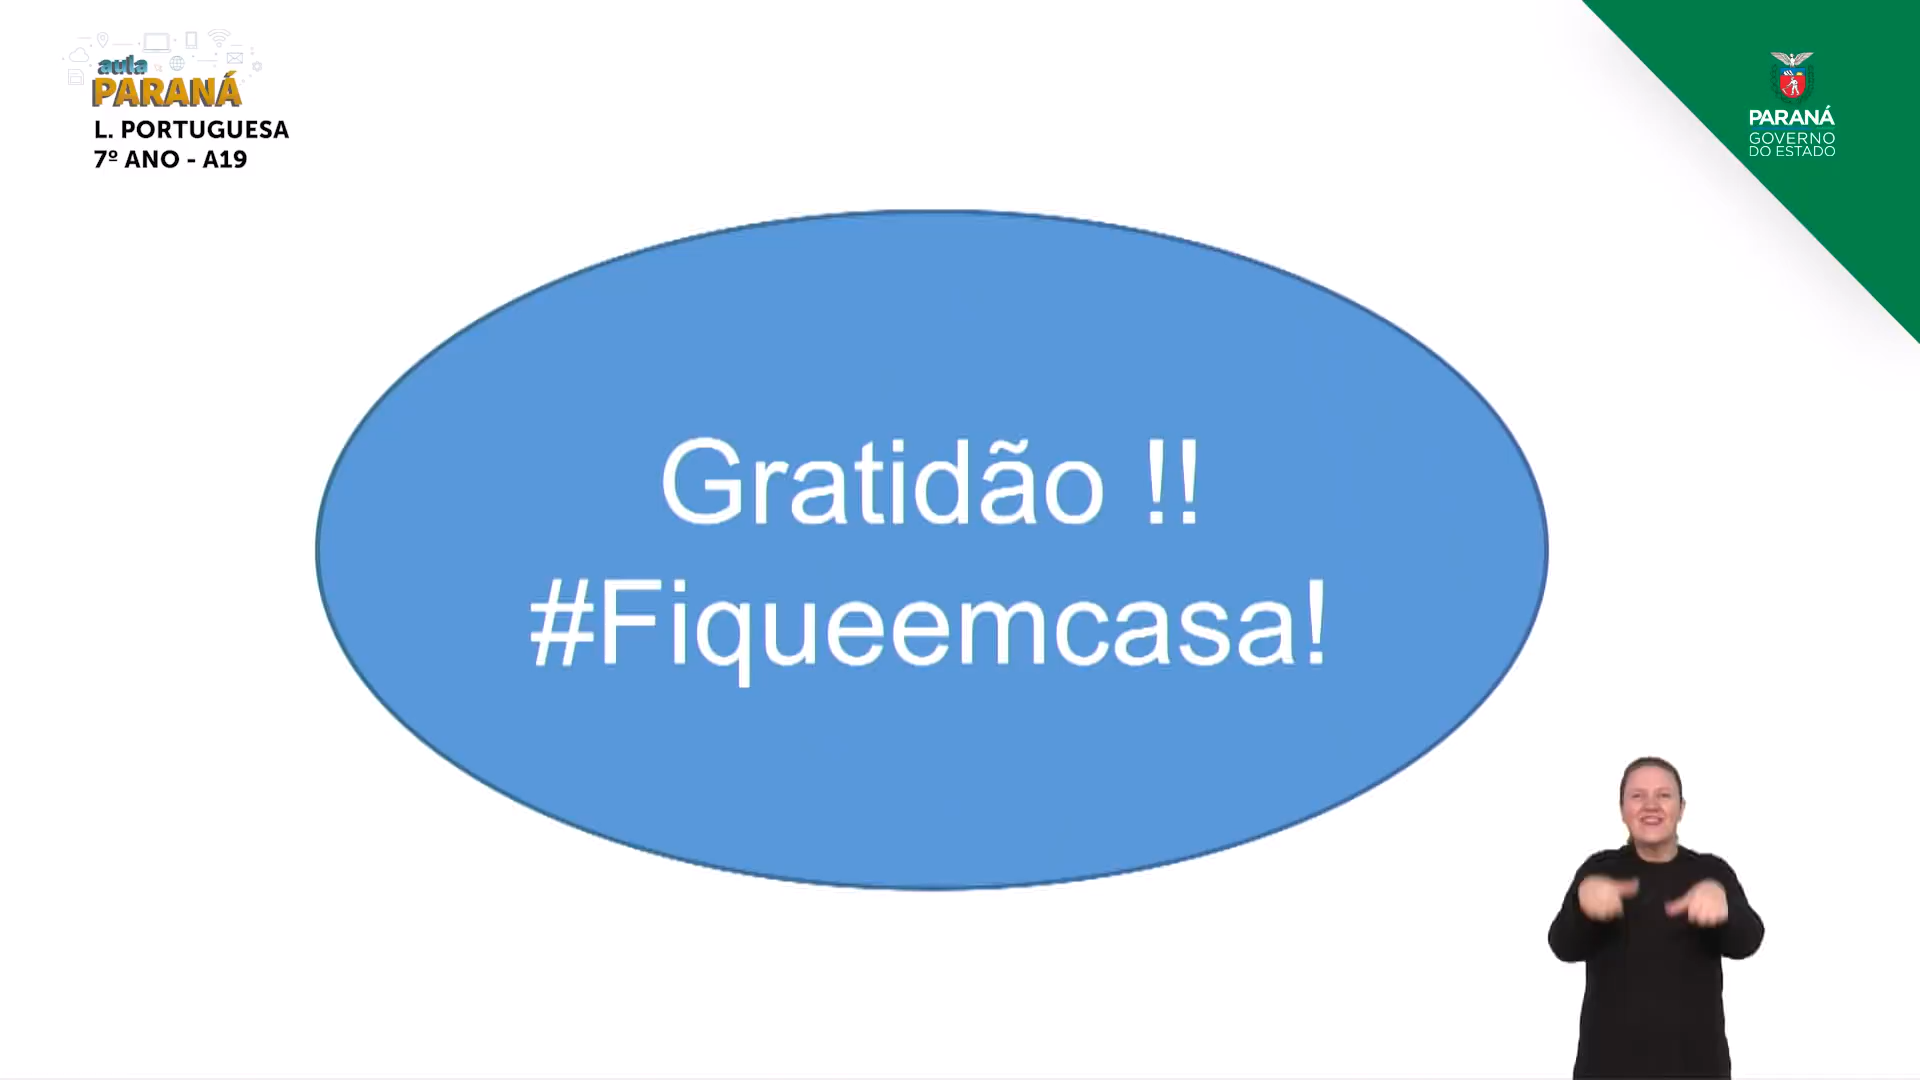 aula
PARANÁ
L. PORTUGUESA
7º ANO - A19
PARANÁ
GOVERNO
DO ESTADO
Gratidão !!
#Fiqueemcasa!